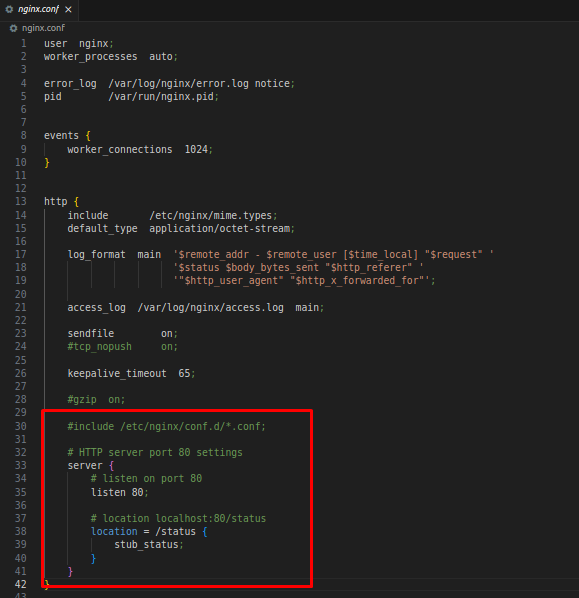 nginx.conf ×
nginx.conf
1 user  nginx;
2 worker_processes  auto;
3
4 error_log  /var/log/nginx/error.log notice;
5 pid        /var/run/nginx.pid;
6
7
8 events {
9     worker_connections  1024;
10 }
11
12
13 http {
14     include       /etc/nginx/mime.types;
15     default_type  application/octet-stream;
16
17     log_format  main  '$remote_addr - $remote_user [$time_local] "$request" '
18                       '$status $body_bytes_sent "$http_referer" '
19                       '"$http_user_agent" "$http_x_forwarded_for"';
20
21     access_log  /var/log/nginx/access.log  main;
22
23     sendfile        on;
24     #tcp_nopush     on;
25
26     keepalive_timeout  65;
27
28     #gzip  on;
29
30     #include /etc/nginx/conf.d/*.conf;
31
32     # HTTP server port 80 settings
33     server {
34         # listen on port 80
35         listen 80;
36
37         # location localhost:80/status
38         location = /status {
39             stub_status;
40         }
41     }
42 }
43